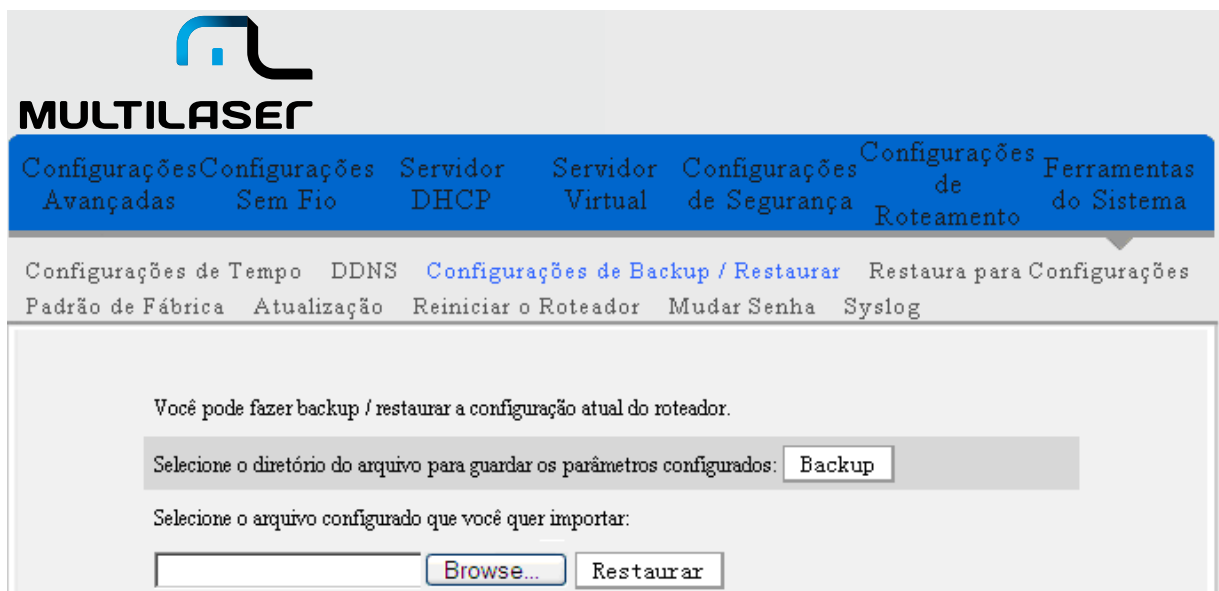 MULTILASER
Configurações Avançadas
Configurações Sem Fio
Servidor DHCP
Servidor Virtual
Configurações de Segurança
Configurações de Roteamento
Ferramentas do Sistema
Configurações de Tempo DDNS Configurações de Backup / Restaurar Restaura para Configurações
Padrão de Fábrica Atualização Reiniciar o Roteador Mudar Senha Syslog
Você pode fazer backup / restaurar a configuração atual do roteador.
Selecione o diretório do arquivo para guardar os parâmetros configurados: Backup
Selecione o arquivo configurado que você quer importar:
Browse... Restaurar